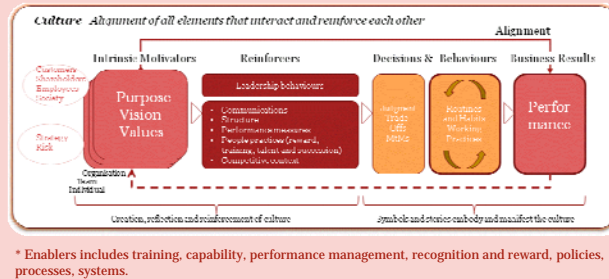 Culture Alignment of all elements that interact and reinforce each other
Alignment
Intrinsic Motivators
Reinforcers
Decisions & Behaviours
Business Results
Customers
Shareholders
Employees
Society
Strategy
Risk
Purpose
Vision
Values
Organisation
Team
Individual
Leadership behaviours
• Communications
• Structure
• Performance measures
• People practices (reward,
training, talent and succession)
• Competitive context
Judgment
Trade
Offs
Routines
and Habits
Working
Practices
Perfor
mance
Creation, reflection and reinforcement of culture
Symbols and stories embody and manifest the culture
* Enablers includes training, capability, performance management, recognition and reward, policies,
processes, systems.